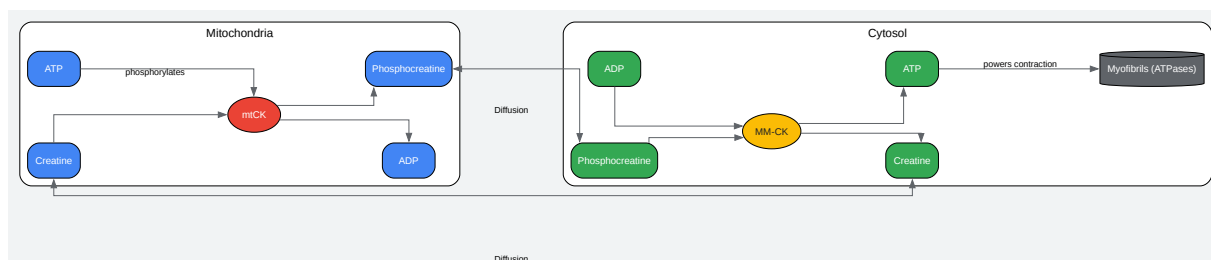 Mitochondria
Cytosol
ATP
phosphorylates
Phosphocreatine
ADP
ATP
powers contraction
Myofibrils (ATPases)
mtCK
Diffusion
MM-CK
Creatine
ADP
Phosphocreatine
Creatine
Diffusion